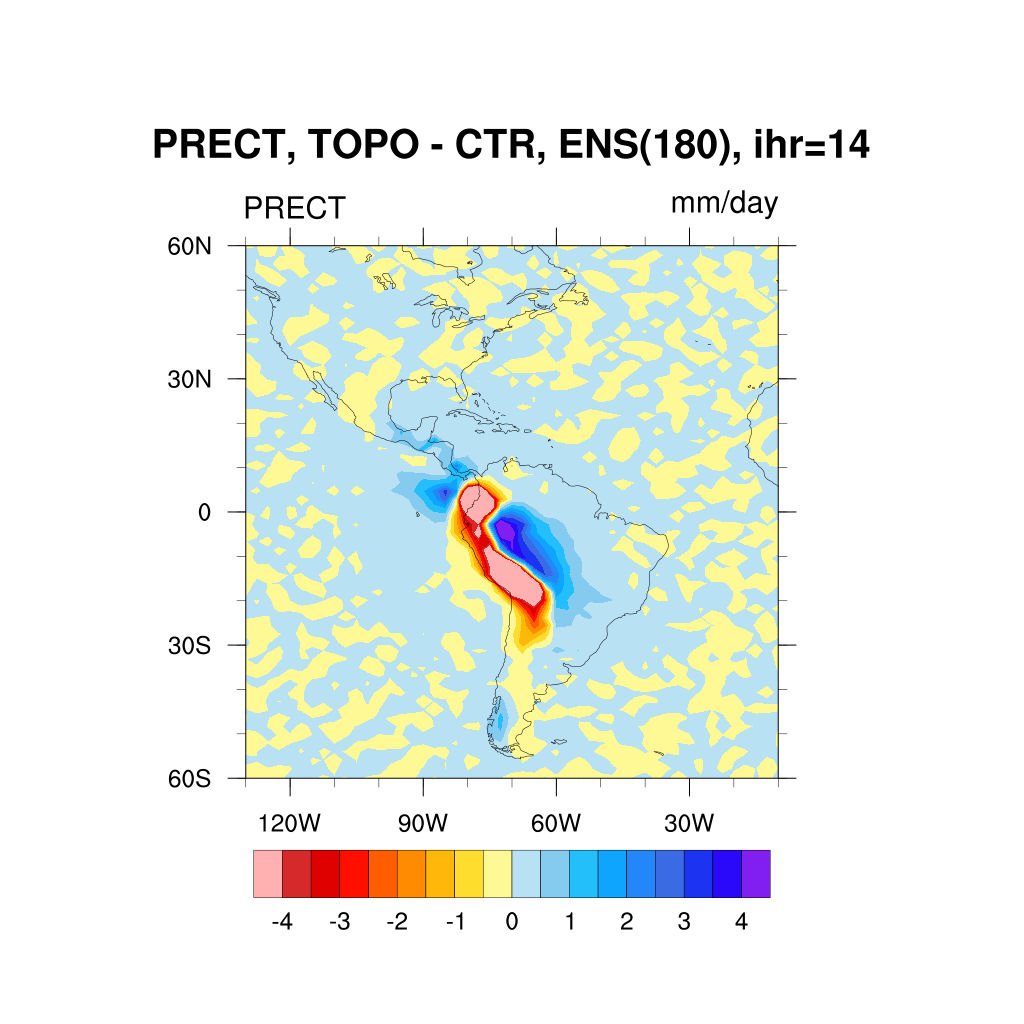 PRECT, TOPO - CTR, ENS(180), ihr=14
PRECT mm/day
60N
30N
0
30S
60S
120W 90W 60W 30W
-4 -3 -2 -1 0 1 2 3 4